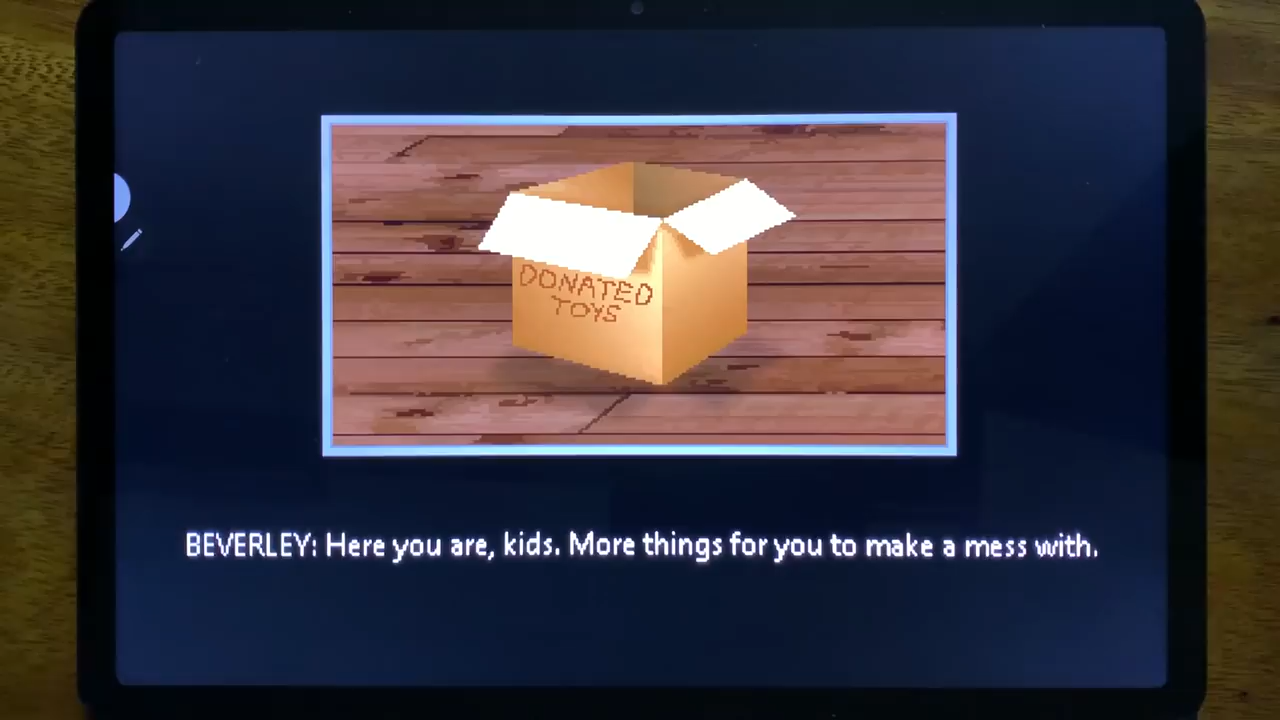 DONATED
TOYS
BEVERLEY: Here you are, kids. More things for you to make a mess with.